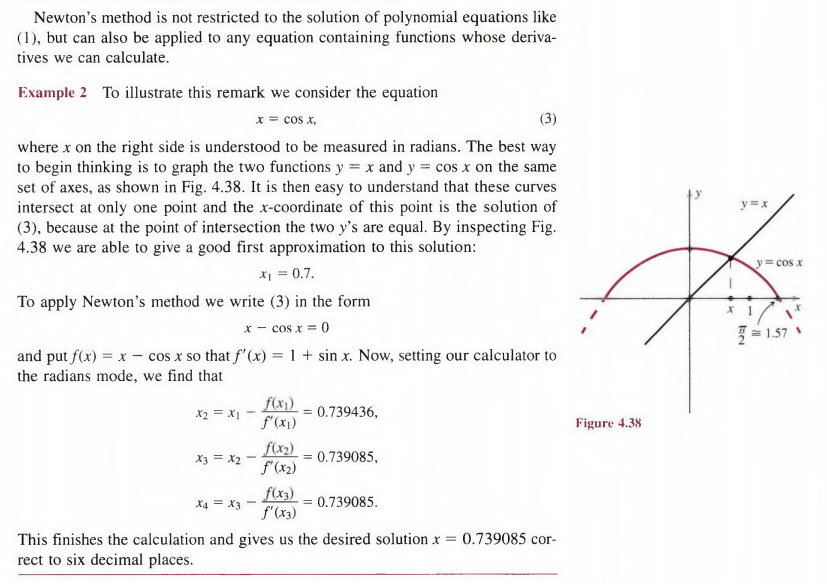 Newton's method is not restricted to the solution of polynomial equations like
(1), but can also be applied to any equation containing functions whose deriva-
tives we can calculate.
Example 2 To illustrate this remark we consider the equation
x = cos x, (3)
where x on the right side is understood to be measured in radians. The best way
to begin thinking is to graph the two functions y = x and y = cos x on the same
set of axes, as shown in Fig. 4.38. It is then easy to understand that these curves
intersect at only one point and the x-coordinate of this point is the solution of
(3), because at the point of intersection the two y's are equal. By inspecting Fig.
4.38 we are able to give a good first approximation to this solution:
x₁ = 0.7.
To apply Newton's method we write (3) in the form
x − cos x = 0
and put f(x) = x − cos x so that f′(x) = 1 + sin x. Now, setting our calculator to
the radians mode, we find that
x₂ = x₁ − f(x₁)/f′(x₁) = 0.739436,
x₃ = x₂ − f(x₂)/f′(x₂) = 0.739085,
x₄ = x₃ − f(x₃)/f′(x₃) = 0.739085.
This finishes the calculation and gives us the desired solution x = 0.739085 cor-
rect to six decimal places.
y
y = x
y = cos x
x 1 x
π/2 ≅ 1.57
Figure 4.38